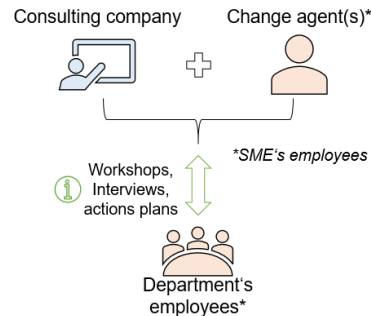 Consulting company
Change agent(s)*
*SME‘s employees
Workshops,
Interviews,
actions plans
Department‘s
employees*